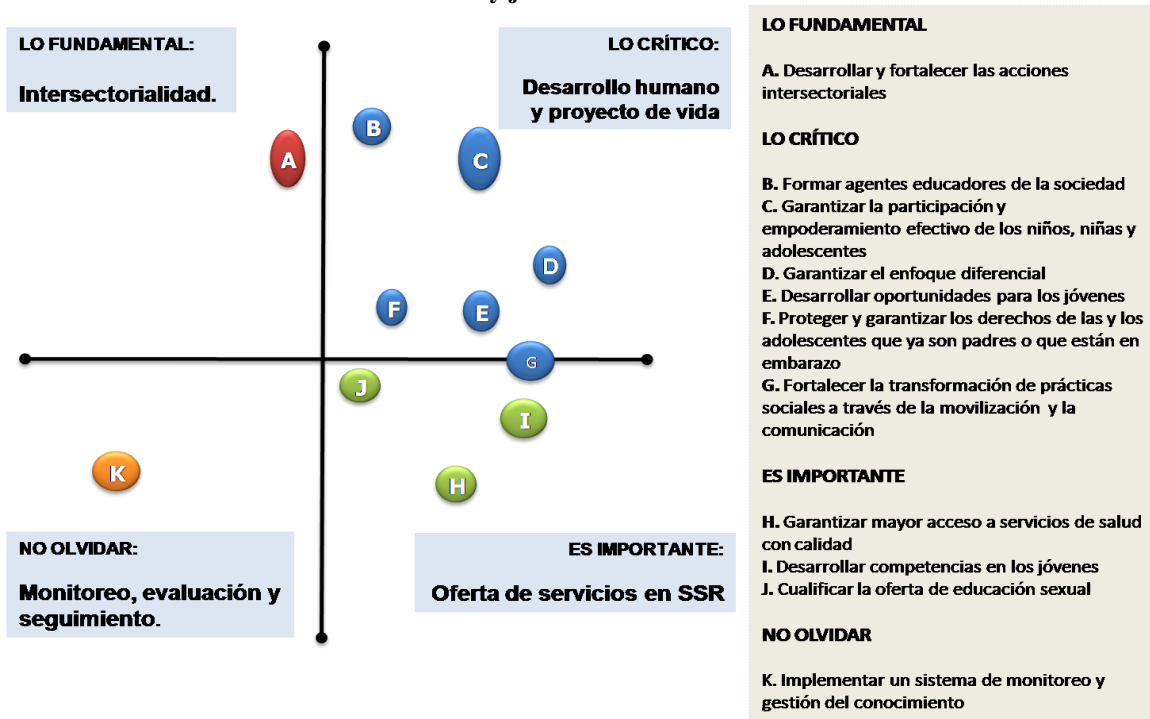 LO FUNDAMENTAL:
Intersectorialidad.
LO CRÍTICO:
Desarrollo humano
y proyecto de vida
A
B
C
D
E
F
G
J
I
H
K
NO OLVIDAR:
Monitoreo, evaluación y
seguimiento.
ES IMPORTANTE:
Oferta de servicios en SSR
LO FUNDAMENTAL
A. Desarrollar y fortalecer las acciones
intersectoriales
LO CRÍTICO
B. Formar agentes educadores de la sociedad
C. Garantizar la participación y
empoderamiento efectivo de los niños, niñas y
adolescentes
D. Garantizar el enfoque diferencial
E. Desarrollar oportunidades para los jóvenes
F. Proteger y garantizar los derechos de las y los
adolescentes que ya son padres o que están en
embarazo
G. Fortalecer la transformación de prácticas
sociales a través de la movilización y la
comunicación
ES IMPORTANTE
H. Garantizar mayor acceso a servicios de salud
con calidad
I. Desarrollar competencias en los jóvenes
J. Cualificar la oferta de educación sexual
NO OLVIDAR
K. Implementar un sistema de monitoreo y
gestión del conocimiento